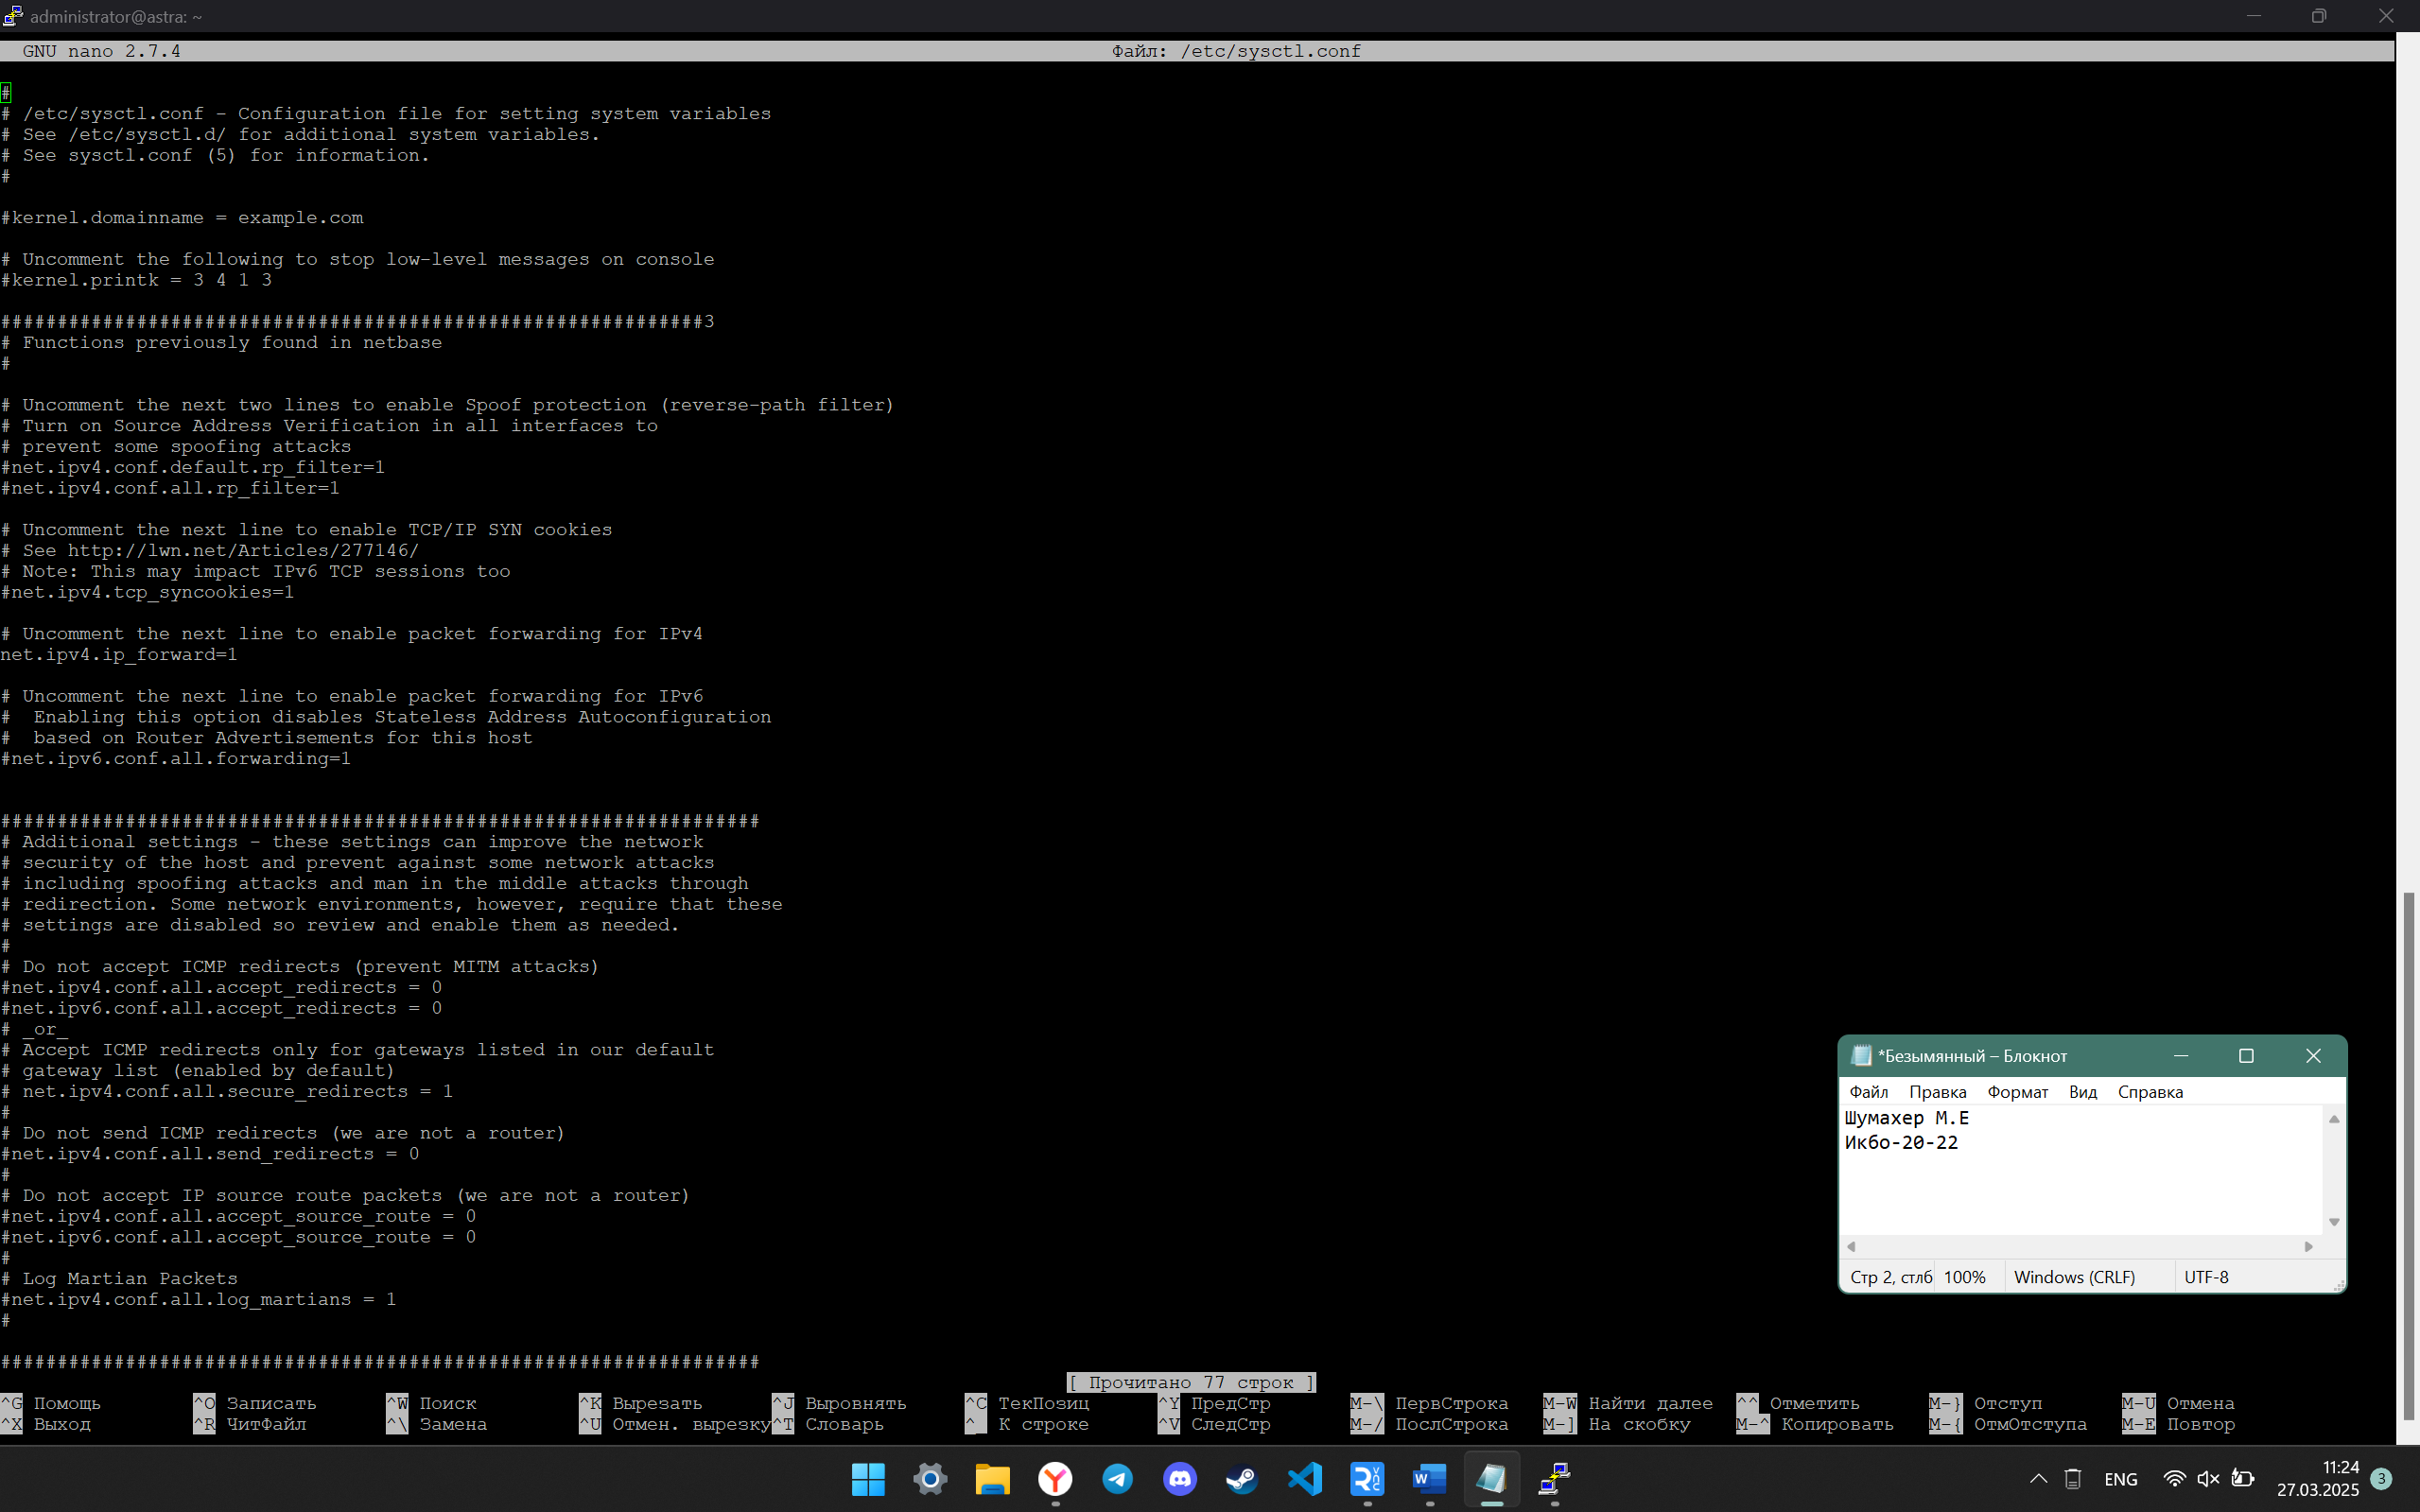 administrator@astra: ~
GNU nano 2.7.4
Файл: /etc/sysctl.conf
#
# /etc/sysctl.conf - Configuration file for setting system variables
# See /etc/sysctl.d/ for additional system variables.
# See sysctl.conf (5) for information.
#
#kernel.domainname = example.com
# Uncomment the following to stop low-level messages on console
#kernel.printk = 3 4 1 3
##############################################################3
# Functions previously found in netbase
#
# Uncomment the next two lines to enable Spoof protection (reverse-path filter)
# Turn on Source Address Verification in all interfaces to
# prevent some spoofing attacks
#net.ipv4.conf.default.rp_filter=1
#net.ipv4.conf.all.rp_filter=1
# Uncomment the next line to enable TCP/IP SYN cookies
# See http://lwn.net/Articles/277146/
# Note: This may impact IPv6 TCP sessions too
#net.ipv4.tcp_syncookies=1
# Uncomment the next line to enable packet forwarding for IPv4
net.ipv4.ip_forward=1
# Uncomment the next line to enable packet forwarding for IPv6
#  Enabling this option disables Stateless Address Autoconfiguration
#  based on Router Advertisements for this host
#net.ipv6.conf.all.forwarding=1
###################################################################
# Additional settings - these settings can improve the network
# security of the host and prevent against some network attacks
# including spoofing attacks and man in the middle attacks through
# redirection. Some network environments, however, require that these
# settings are disabled so review and enable them as needed.
#
# Do not accept ICMP redirects (prevent MITM attacks)
#net.ipv4.conf.all.accept_redirects = 0
#net.ipv6.conf.all.accept_redirects = 0
# _or_
# Accept ICMP redirects only for gateways listed in our default
# gateway list (enabled by default)
# net.ipv4.conf.all.secure_redirects = 1
#
# Do not send ICMP redirects (we are not a router)
#net.ipv4.conf.all.send_redirects = 0
#
# Do not accept IP source route packets (we are not a router)
#net.ipv4.conf.all.accept_source_route = 0
#net.ipv6.conf.all.accept_source_route = 0
#
# Log Martian Packets
#net.ipv4.conf.all.log_martians = 1
#
###################################################################
[ Прочитано 77 строк ]
^G Помощь ^O Записать ^W Поиск ^K Вырезать ^J Выровнять ^C ТекПозиц ^Y ПредСтр M-\ ПервСтрока M-W Найти далее ^^ Отметить M-} Отступ M-U Отмена
^X Выход ^R ЧитФайл ^\ Замена ^U Отмен. вырезку ^T Словарь ^_ К строке ^V СледСтр M-/ ПослСтрока M-] На скобку M-^ Копировать M-{ ОтмОтступа M-E Повтор
*Безымянный – Блокнот
Файл Правка Формат Вид Справка
Шумахер М.Е
Икбо-20-22
Стр 2, стлб 100% Windows (CRLF) UTF-8
ENG
11:24
27.03.2025
3